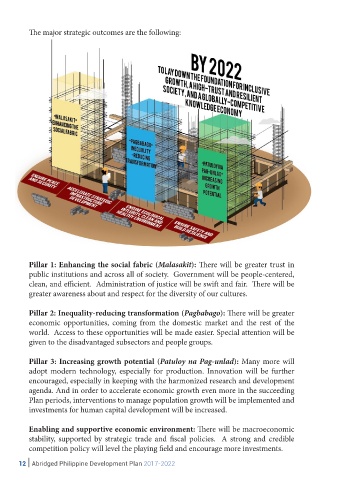 The major strategic outcomes are the following:
BY 2022
TO LAY DOWN THE FOUNDATION FOR INCLUSIVE
GROWTH, A HIGH-TRUST AND RESILIENT
SOCIETY, AND A GLOBALLY-COMPETITIVE
KNOWLEDGE ECONOMY
"MALASAKIT"
ENHANCING THE
SOCIAL FABRIC
"PAGBABAGO"
INEQUALITY
-REDUCING
TRANSFORMATION
"PATULOY NA
PAG-UNLAD"
INCREASING
GROWTH
POTENTIAL
ENSURE PEACE
AND SECURITY
ACCELERATE STRATEGIC
INFRASTRUCTURE
DEVELOPMENT
ENSURE ECOLOGICAL
INTEGRITY, CLEAN AND
HEALTHY ENVIRONMENT
ENSURE SAFETY AND
BUILD RESILIENCE
Pillar 1: Enhancing the social fabric (Malasakit): There will be greater trust in
public institutions and across all of society. Government will be people-centered,
clean, and efficient. Administration of justice will be swift and fair. There will be
greater awareness about and respect for the diversity of our cultures.
Pillar 2: Inequality-reducing transformation (Pagbabago): There will be greater
economic opportunities, coming from the domestic market and the rest of the
world. Access to these opportunities will be made easier. Special attention will be
given to the disadvantaged subsectors and people groups.
Pillar 3: Increasing growth potential (Patuloy na Pag-unlad): Many more will
adopt modern technology, especially for production. Innovation will be further
encouraged, especially in keeping with the harmonized research and development
agenda. And in order to accelerate economic growth even more in the succeeding
Plan periods, interventions to manage population growth will be implemented and
investments for human capital development will be increased.
Enabling and supportive economic environment: There will be macroeconomic
stability, supported by strategic trade and fiscal policies. A strong and credible
competition policy will level the playing field and encourage more investments.
12 | Abridged Philippine Development Plan 2017-2022